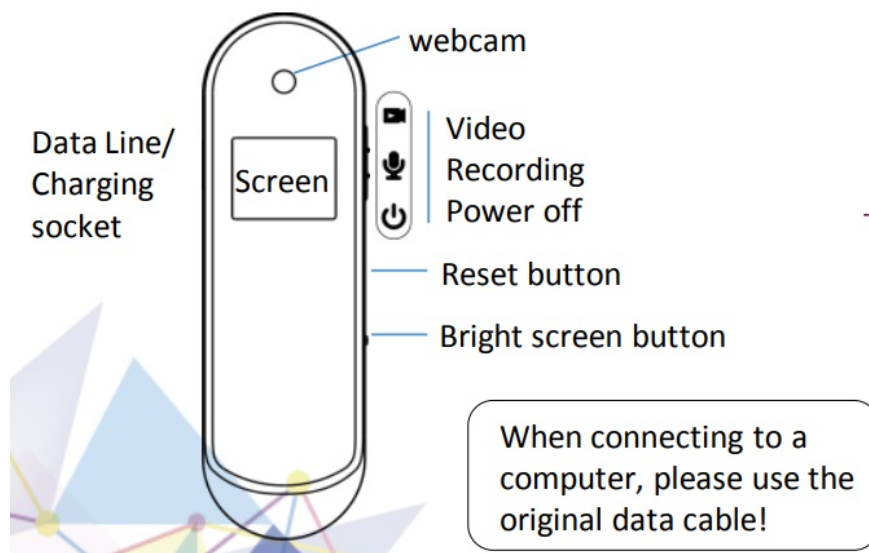 webcam
Data Line/
Charging
socket
Screen
Video
Recording
Power off
Reset button
Bright screen button
When connecting to a
computer, please use the
original data cable!